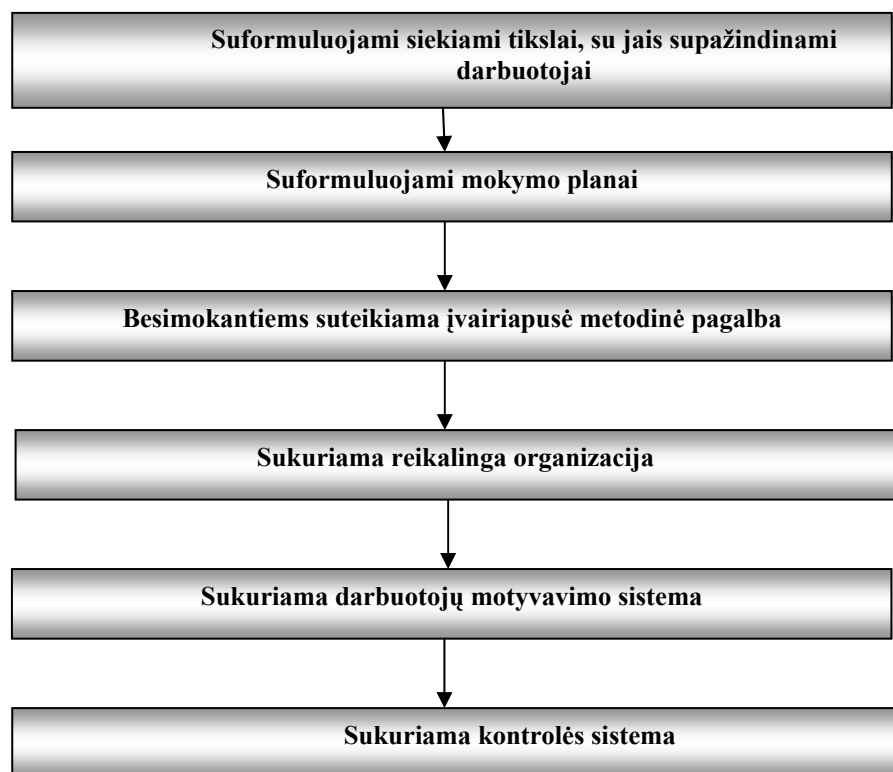 Suformuluojami siekiami tikslai, su jais supažindinami
darbuotojai
Suformuluojami mokymo planai
Besimokantiems suteikiama įvairiapusė metodinė pagalba
Sukuriama reikalinga organizacija
Sukuriama darbuotojų motyvavimo sistema
Sukuriama kontrolės sistema